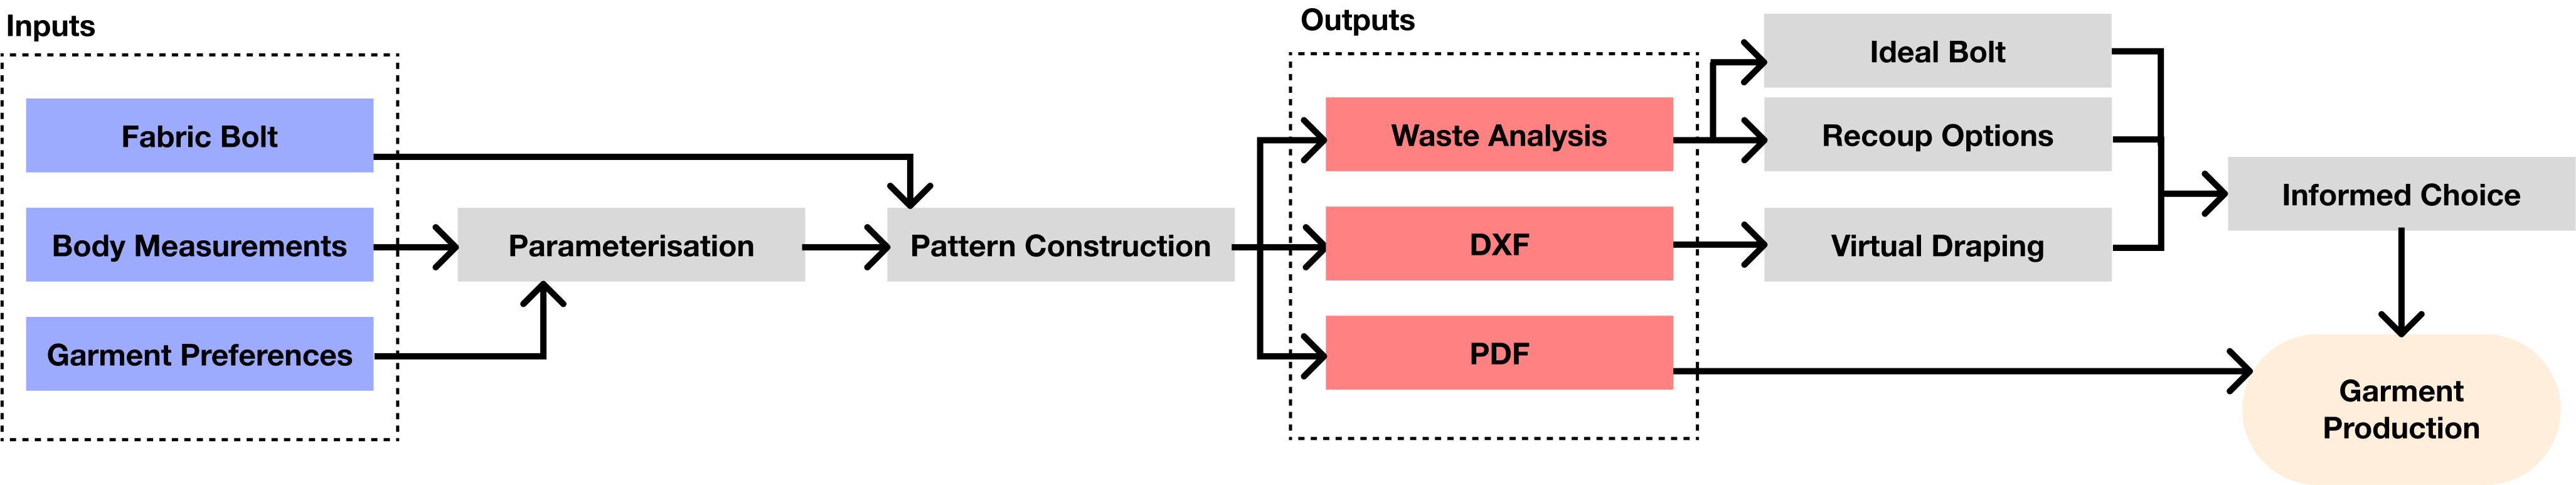 Inputs
Fabric Bolt
Body Measurements
Garment Preferences
Parameterisation
Pattern Construction
Outputs
Waste Analysis
DXF
PDF
Ideal Bolt
Recoup Options
Virtual Draping
Informed Choice
Garment
Production